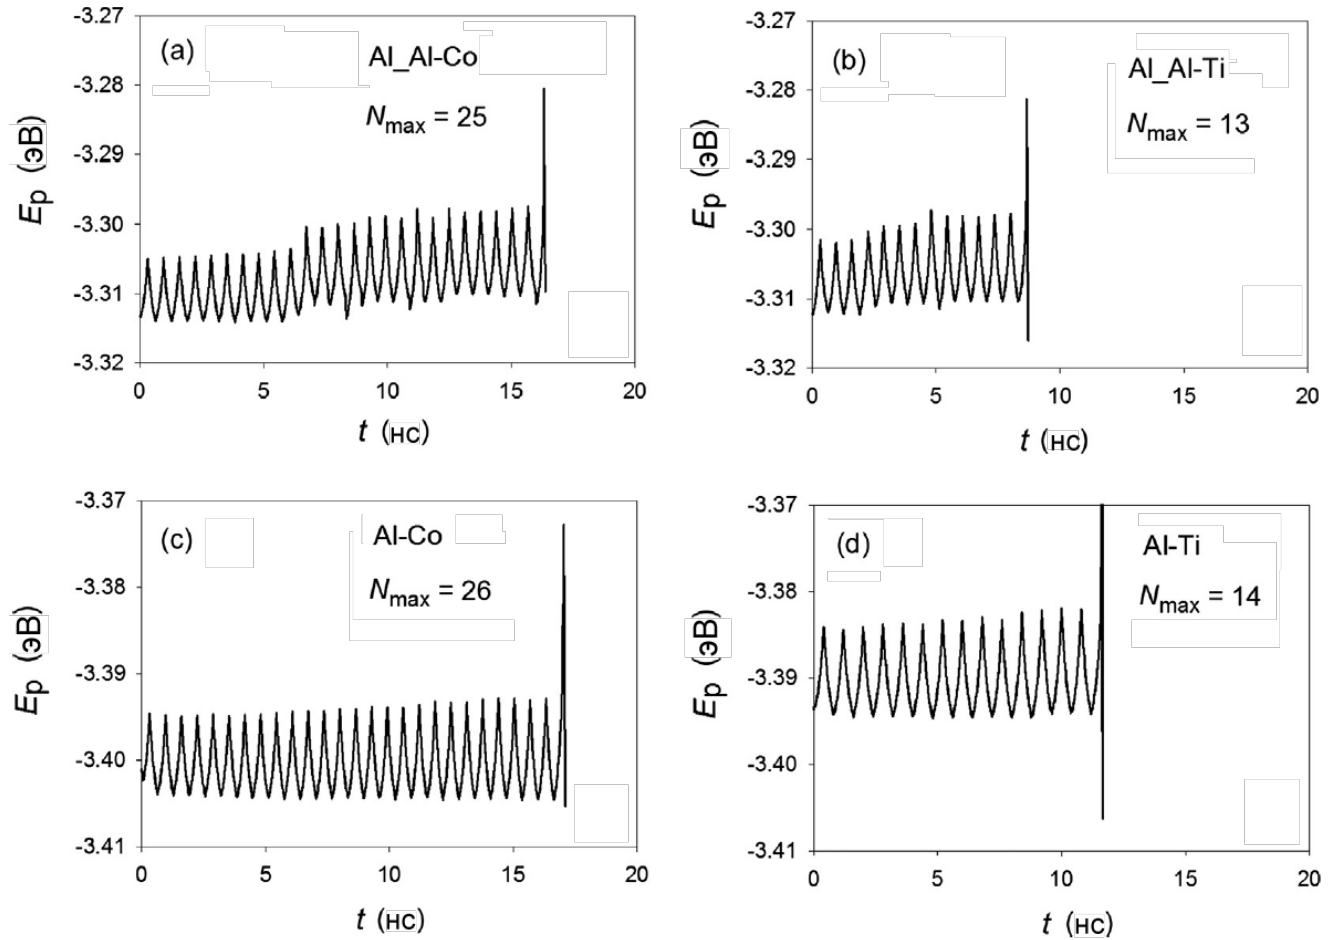 (a)
Al_Al-Co
Nmax = 25
-3.27
-3.28
-3.29
-3.30
-3.31
-3.32
Ep (эВ)
0 5 10 15 20
t (нс)
(b)
Al_Al-Ti
Nmax = 13
-3.27
-3.28
-3.29
-3.30
-3.31
-3.32
Ep (эВ)
0 5 10 15 20
t (нс)
(c)
Al-Co
Nmax = 26
-3.37
-3.38
-3.39
-3.40
-3.41
Ep (эВ)
0 5 10 15 20
t (нс)
(d)
Al-Ti
Nmax = 14
-3.37
-3.38
-3.39
-3.40
-3.41
Ep (эВ)
0 5 10 15 20
t (нс)